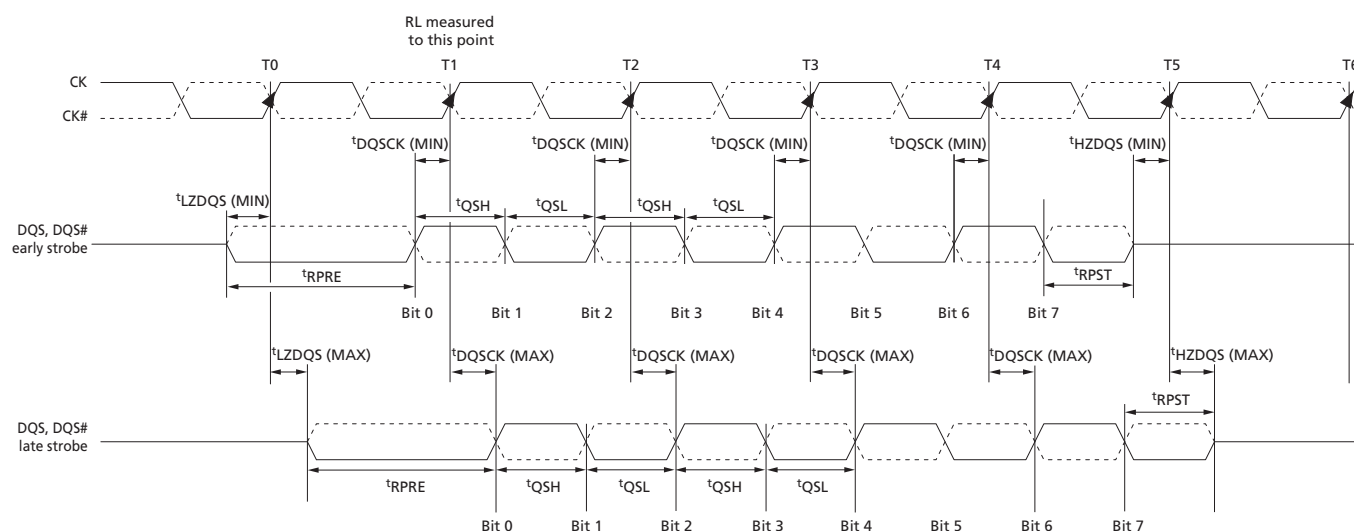 RL measured
to this point
T0 T1 T2 T3 T4 T5 T6
CK
CK#
tDQSCK (MIN) tDQSCK (MIN) tDQSCK (MIN) tDQSCK (MIN) tHZDQS (MIN)
tLZDQS (MIN)
tQSH tQSL tQSH tQSL
DQS, DQS#
early strobe
tRPRE
tRPST
Bit 0 Bit 1 Bit 2 Bit 3 Bit 4 Bit 5 Bit 6 Bit 7
tLZDQS (MAX) tDQSCK (MAX) tDQSCK (MAX) tDQSCK (MAX) tDQSCK (MAX) tHZDQS (MAX)
tRPST
DQS, DQS#
late strobe
tRPRE tQSH tQSL tQSH tQSL
Bit 0 Bit 1 Bit 2 Bit 3 Bit 4 Bit 5 Bit 6 Bit 7